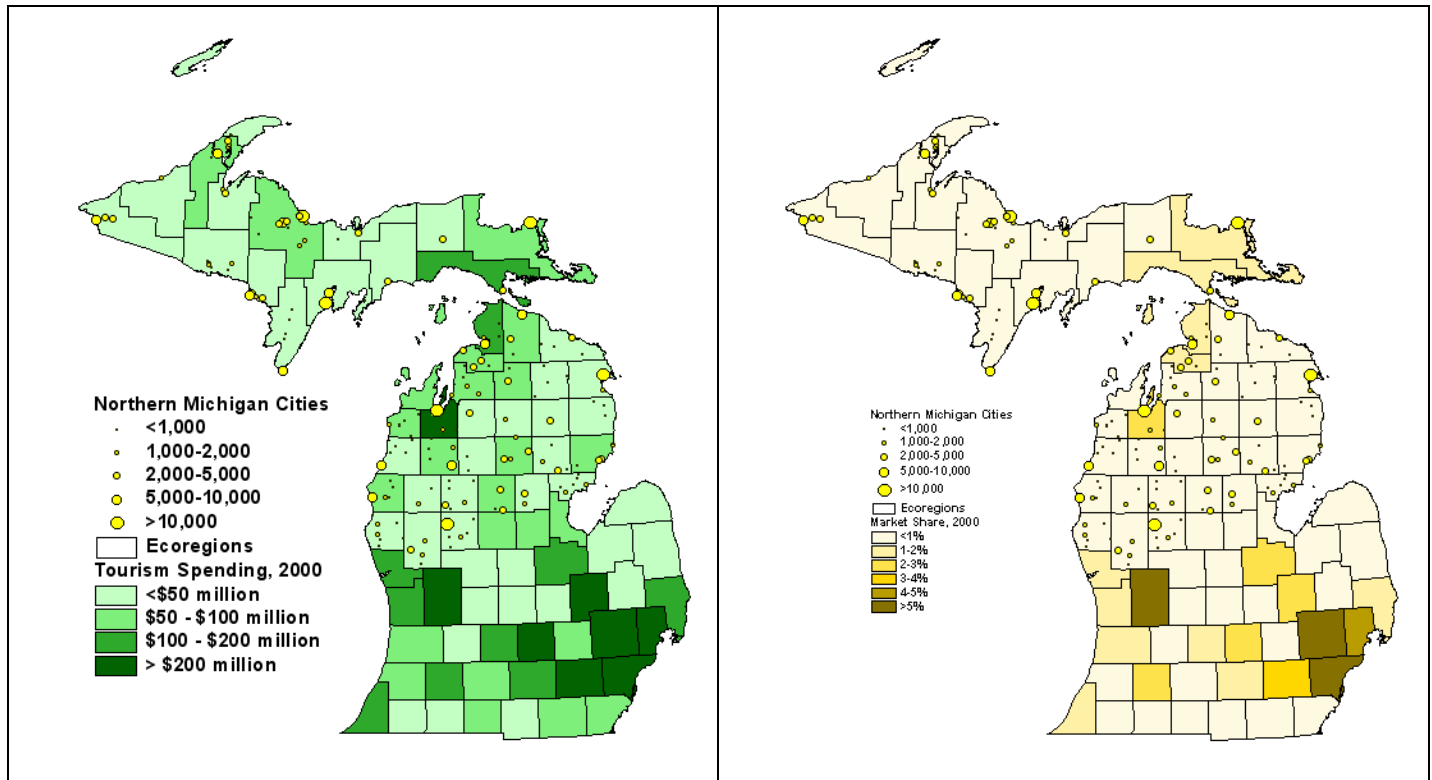 Northern Michigan Cities
<1,000
1,000-2,000
2,000-5,000
5,000-10,000
>10,000
Ecoregions
Tourism Spending, 2000
<$50 million
$50 - $100 million
$100 - $200 million
> $200 million
Northern Michigan Cities
<1,000
1,000-2,000
2,000-5,000
5,000-10,000
>10,000
Ecoregions
Market Share, 2000
<1%
1-2%
2-3%
3-4%
4-5%
>5%